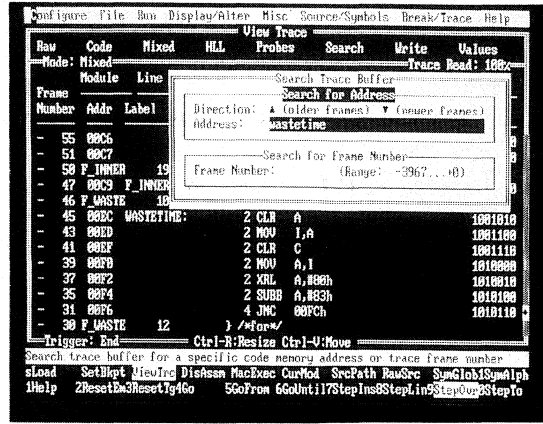 Configure File Run Display/Alter Misc Source/Symbols Break/Trace Help
View Trace
Raw Code Mixed HLL Probes Search Write Values
Mode: Mixed Trace Read: 100%
Module Line
Frame
Number Addr Label
Search Trace Buffer
Search for Address
Direction: ▲ (older frames) ▼ (newer frames)
Address: wastetime
Search for Frame Number
Frame Number: (Range: -3967...+0)
- 55 00C6
- 51 00C7
- 50 F_INNER 19
- 47 00C9 F_INNER
- 46 F_WASTE 10
- 45 00EC WASTETIME: 2 CLR A 1001010
- 43 00ED 2 MOV I,A 1001100
- 41 00EF 2 CLR C 1001110
- 39 00F0 2 MOV A,I 1010000
- 37 00F2 2 XRL A,#80h 1010010
- 35 00F4 2 SUBB A,#83h 1010100
- 31 00F6 4 JNC 00FCh 1010110
- 30 F_WASTE 12 } /*for*/
Trigger: End Ctrl-R:Resize Ctrl-V:Move
Search trace buffer for a specific code memory address or trace frame number
sLoad SetBkpt ViewTrc DisAssm MacExec CurMod SrcPath RawSrc SymGlob1SymAlph
1Help 2ResetEm3ResetTg4Go 5GoFrom 6GoUntil7StepIns8StepLin9StepOvr0StepTo